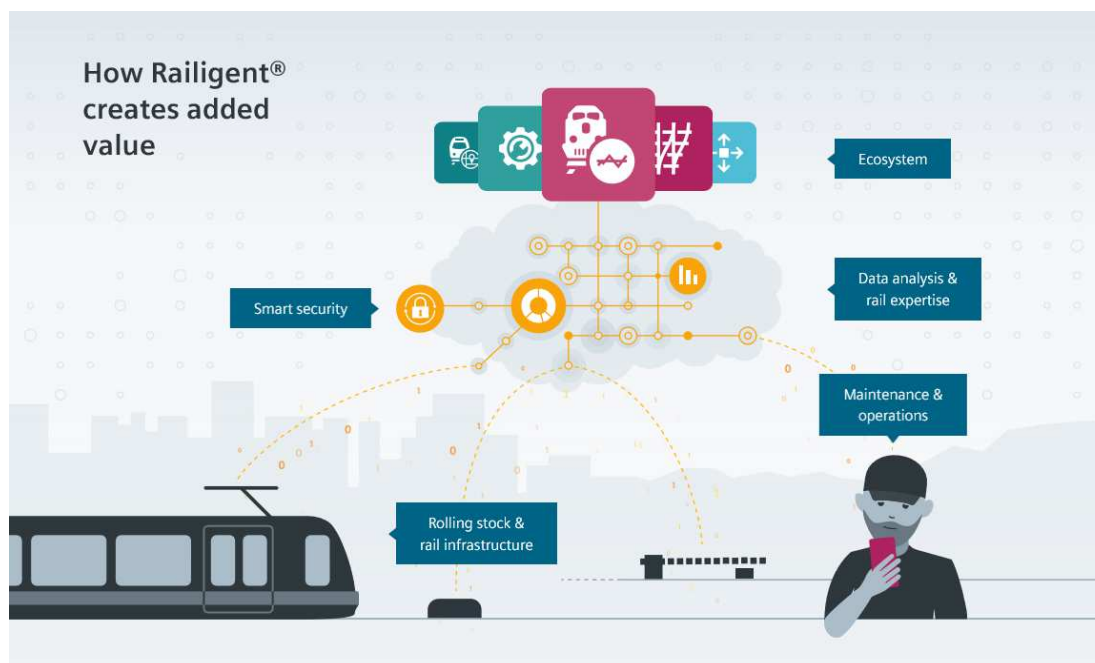 How Railigent®
creates added
value
Ecosystem
Smart security
Data analysis &
rail expertise
Maintenance &
operations
Rolling stock &
rail infrastructure